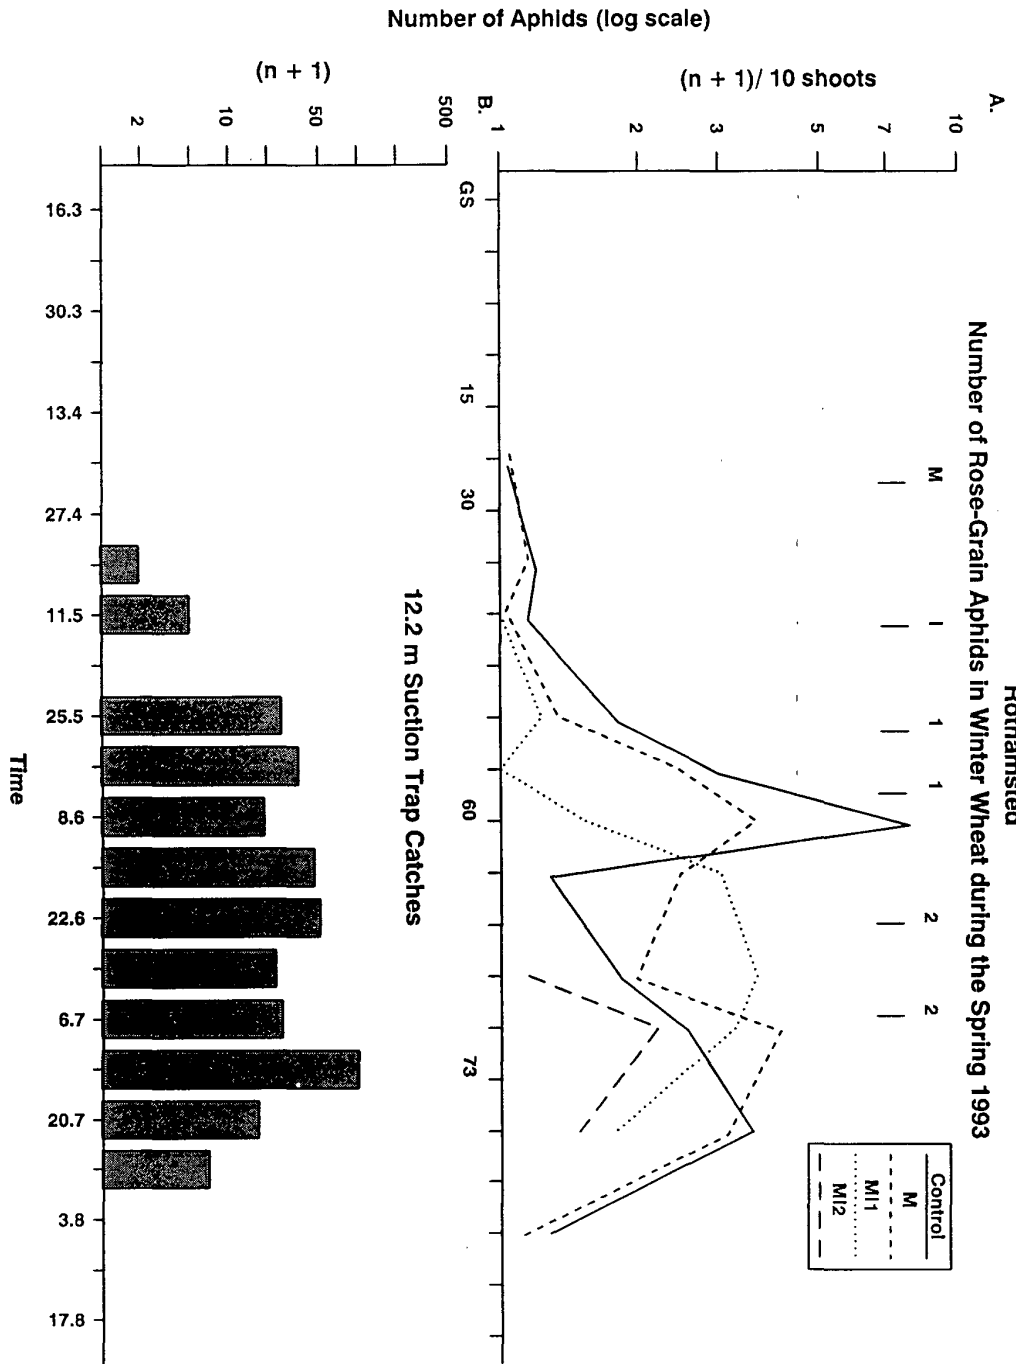 Rothamsted
Number of Rose-Grain Aphids in Winter Wheat during the Spring 1993
A.
Number of Aphids (log scale)
(n + 1)/ 10 shoots
10
7
5
3
2
1
M
I
1
1
2
2
Control
M
MI1
MI2
GS
15
30
60
73
B.
12.2 m Suction Trap Catches
(n + 1)
500
50
10
2
16.3
30.3
13.4
27.4
11.5
25.5
8.6
22.6
6.7
20.7
3.8
17.8
Time